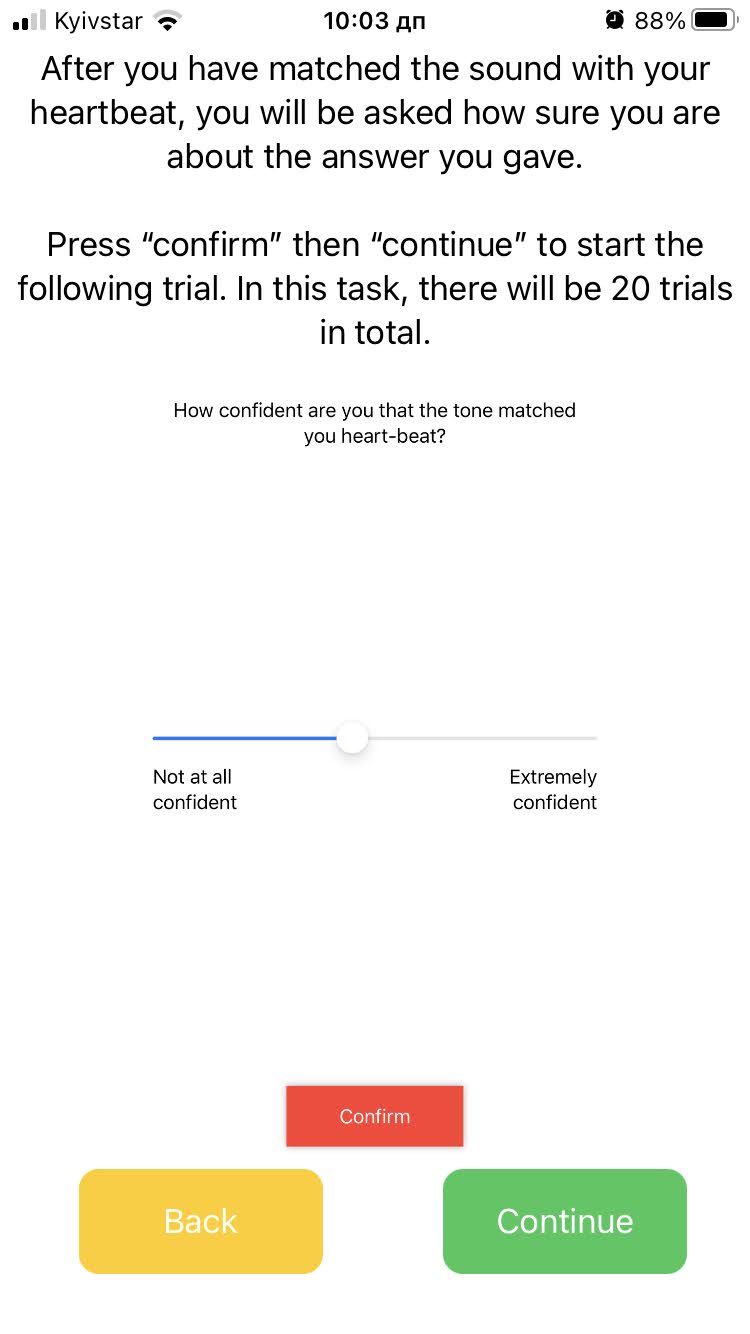 Kyivstar 10:03 дп 88%
After you have matched the sound with your
heartbeat, you will be asked how sure you are
about the answer you gave.
Press “confirm” then “continue” to start the
following trial. In this task, there will be 20 trials
in total.
How confident are you that the tone matched
you heart-beat?
Not at all
confident
Extremely
confident
Confirm
Back
Continue